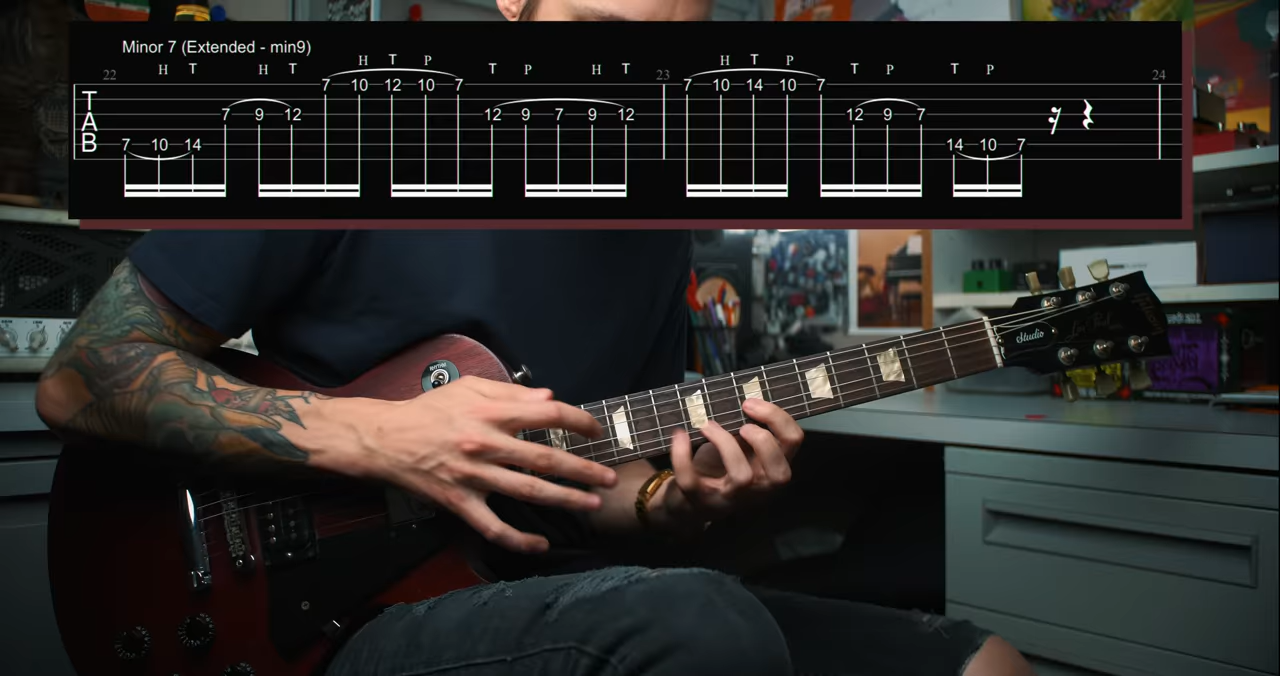 Minor 7 (Extended - min9)
H T H T H T P T P H T H T P T P T P
22 23 24
7 10 12 10 7 7 10 14 10 7
T
A 7 9 12 12 9 7 9 12 12 9 7
B 7 10 14 14 10 7
RHYTHM
Studio